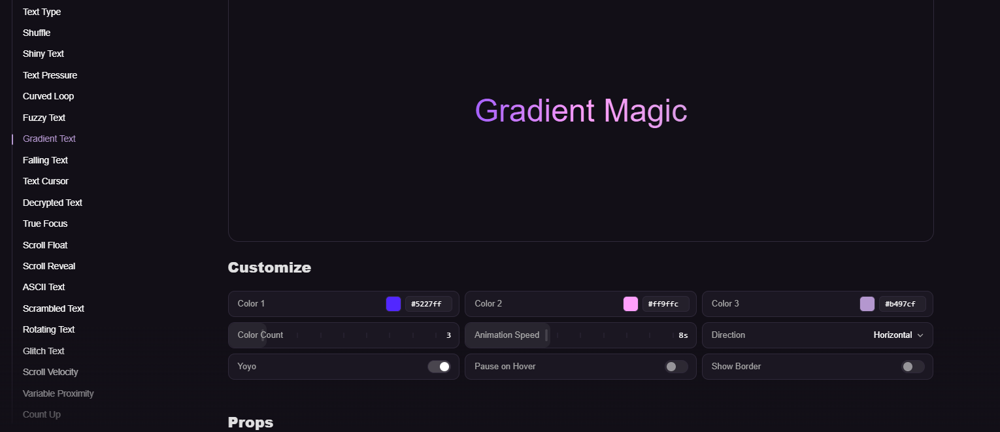 Text Type
Shuffle
Shiny Text
Text Pressure
Curved Loop
Fuzzy Text
Gradient Text
Falling Text
Text Cursor
Decrypted Text
True Focus
Scroll Float
Scroll Reveal
ASCII Text
Scrambled Text
Rotating Text
Glitch Text
Scroll Velocity
Variable Proximity
Count Up
Gradient Magic
Customize
Color 1 #5227ff
Color 2 #ff9ffc
Color 3 #b497cf
Color Count 3
Animation Speed 8s
Direction Horizontal
Yoyo
Pause on Hover
Show Border
Props